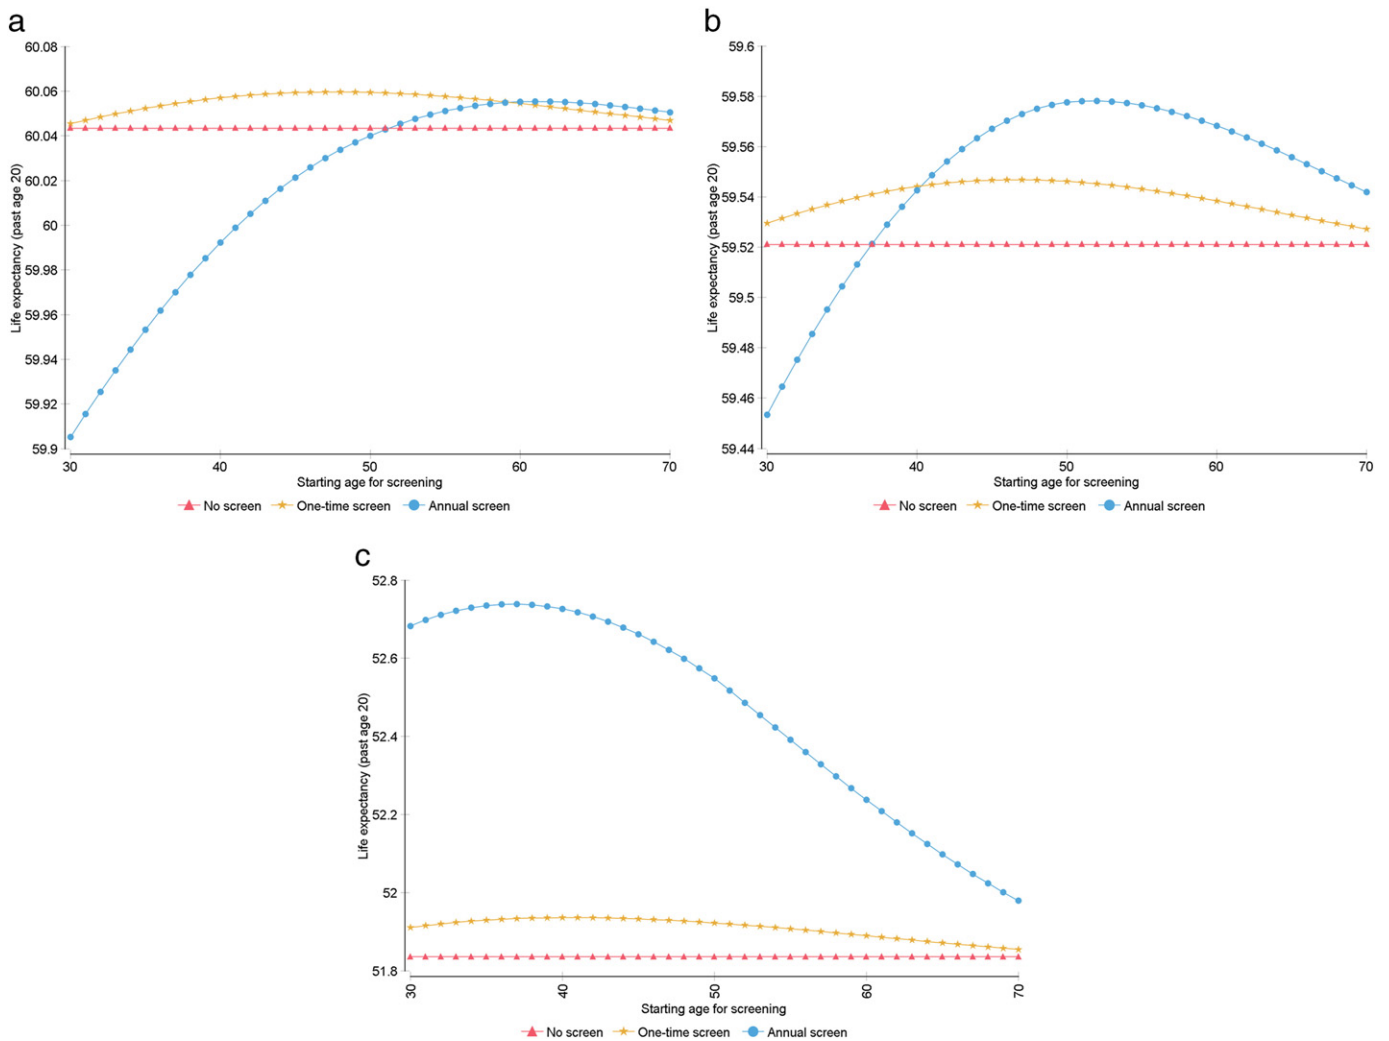 a
60.08
60.06
60.04
60.02
60
59.98
59.96
59.94
59.92
59.9
Life expectancy (past age 20)
30 40 50 60 70
Starting age for screening
No screen One-time screen Annual screen
b
59.6
59.58
59.56
59.54
59.52
59.5
59.48
59.46
59.44
Life expectancy (past age 20)
30 40 50 60 70
Starting age for screening
No screen One-time screen Annual screen
c
52.8
52.6
52.4
52.2
52
51.8
Life expectancy (past age 20)
30 40 50 60 70
Starting age for screening
No screen One-time screen Annual screen